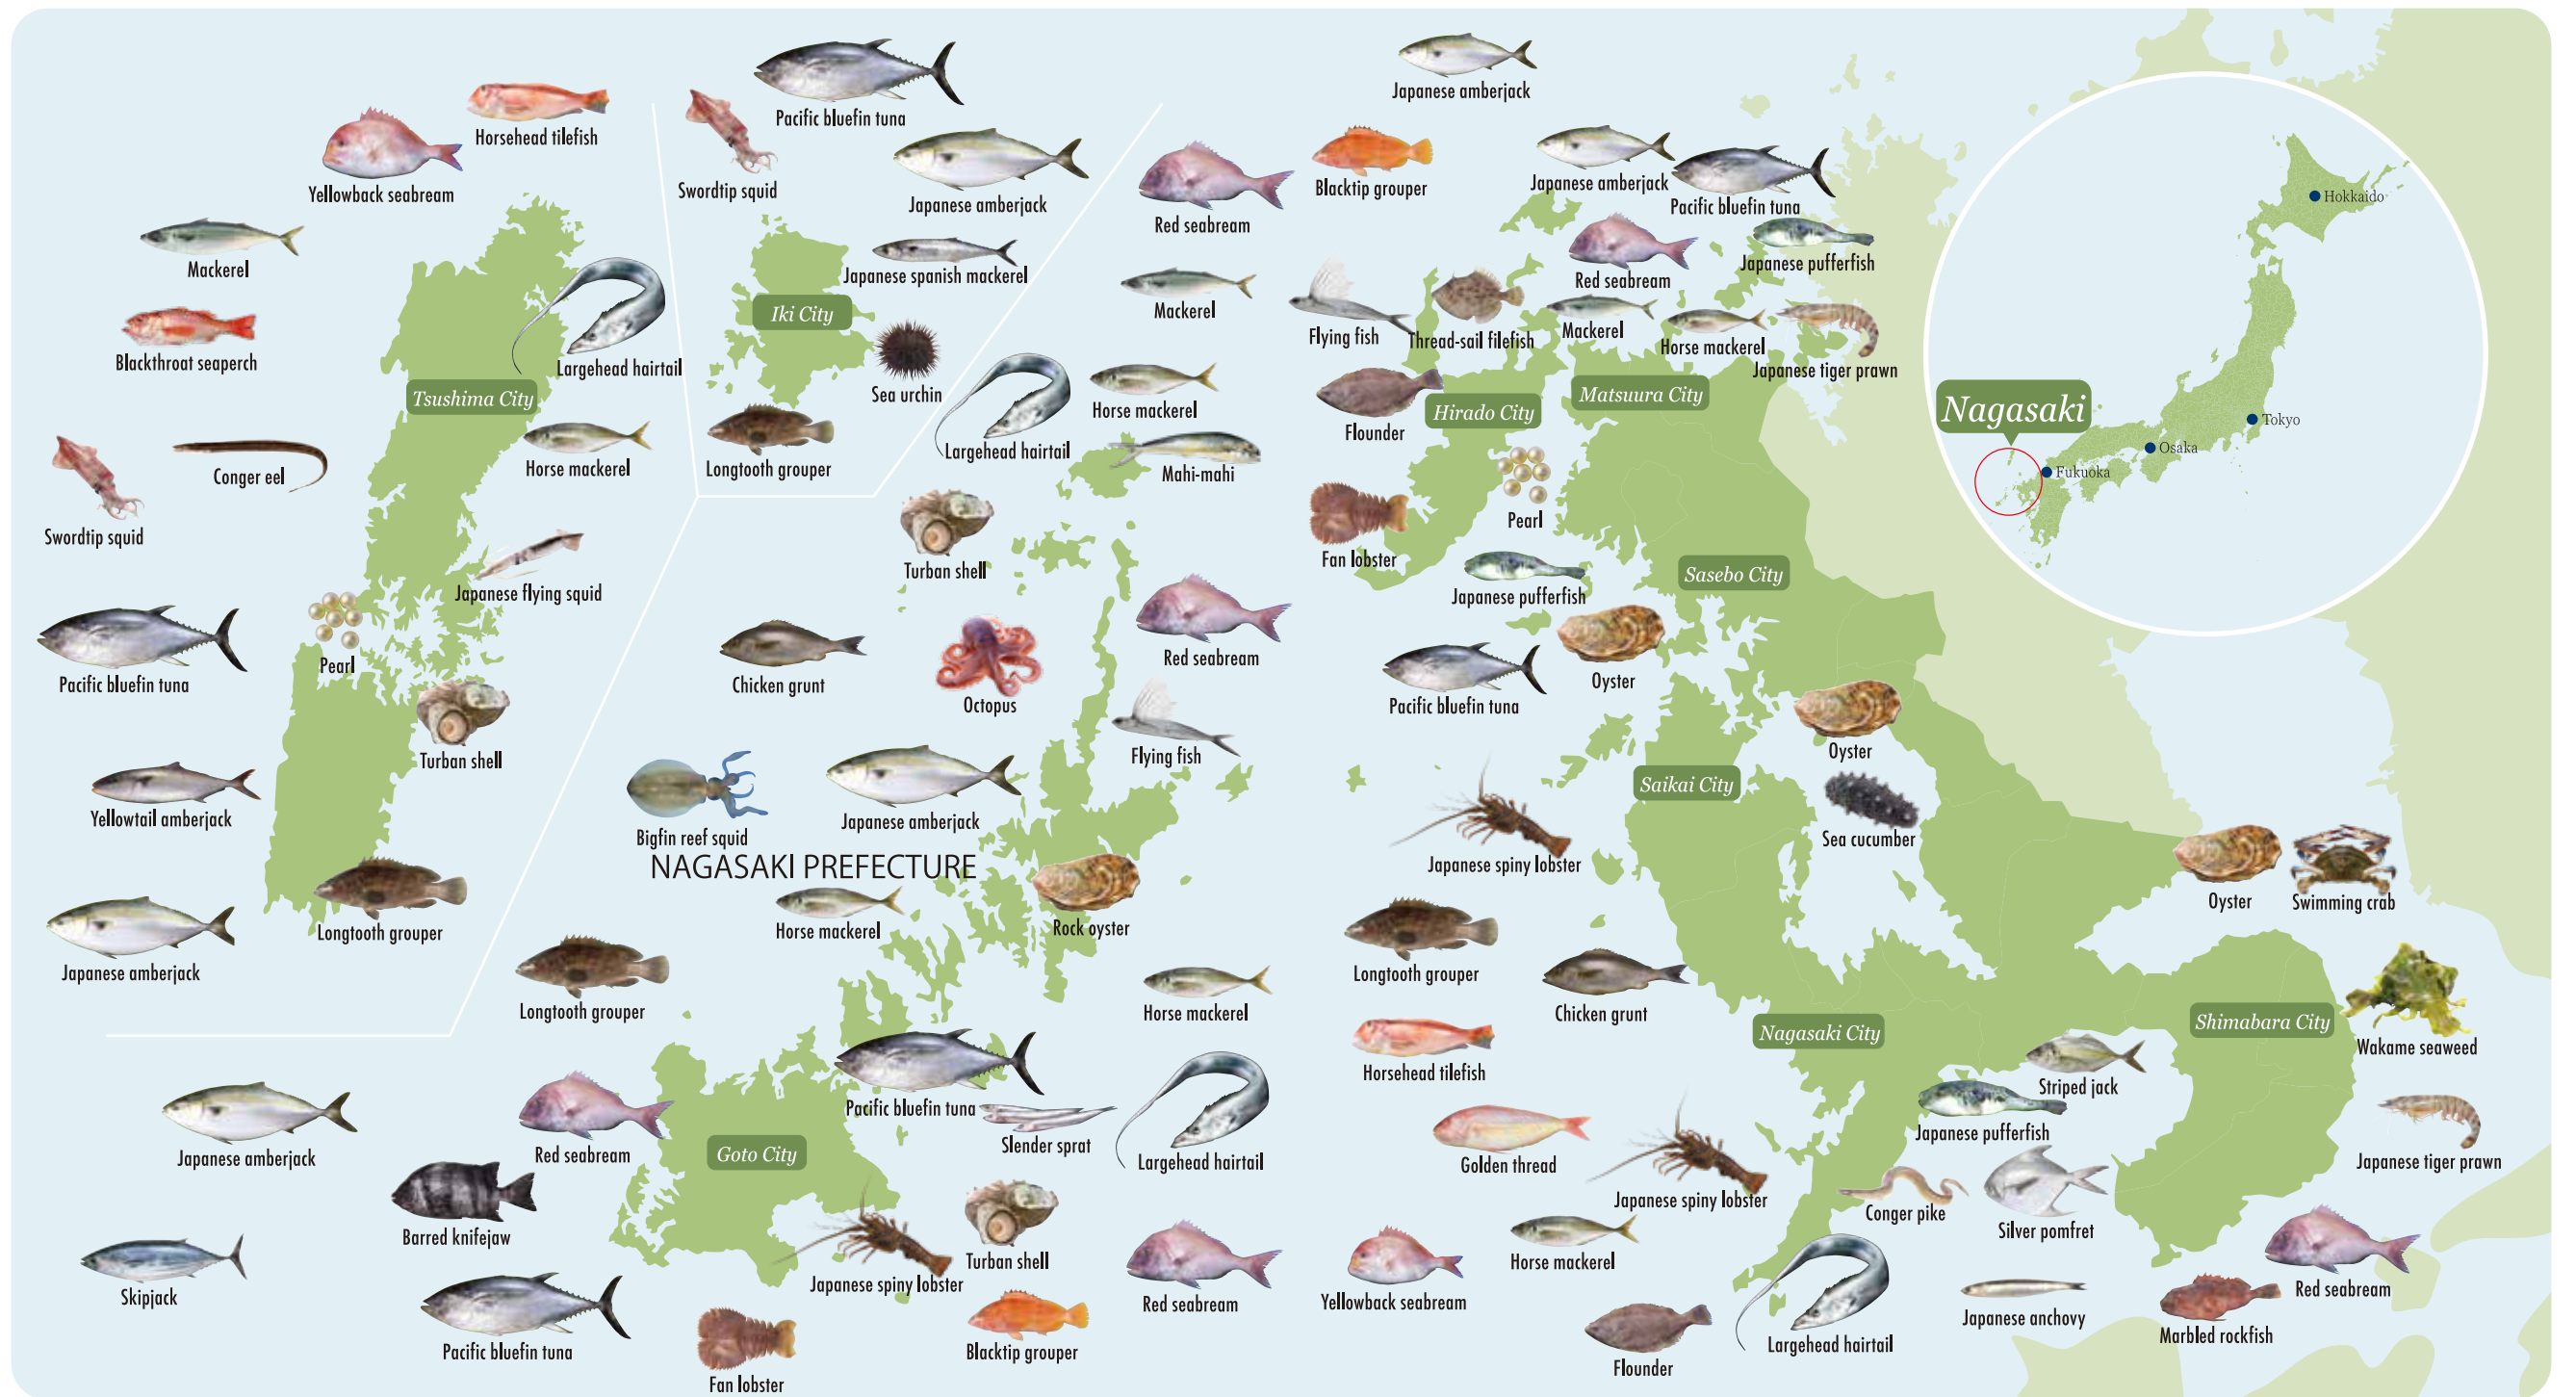 Horsehead tilefish
Yellowback seabream
Mackerel
Blackthroat seaperch
Largehead hairtail
Tsushima City
Horse mackerel
Conger eel
Swordtip squid
Japanese flying squid
Pearl
Pacific bluefin tuna
Turban shell
Yellowtail amberjack
Longtooth grouper
Japanese amberjack
Pacific bluefin tuna
Swordtip squid
Japanese amberjack
Japanese spanish mackerel
Iki City
Sea urchin
Longtooth grouper
Red seabream
Mackerel
Horse mackerel
Largehead hairtail
Mahi-mahi
Turban shell
Red seabream
Chicken grunt
Octopus
Flying fish
Bigfin reef squid
Japanese amberjack
NAGASAKI PREFECTURE
Horse mackerel
Rock oyster
Longtooth grouper
Horse mackerel
Pacific bluefin tuna
Slender sprat
Largehead hairtail
Japanese amberjack
Red seabream
Goto City
Barred knifejaw
Skipjack
Japanese spiny lobster
Turban shell
Pacific bluefin tuna
Fan lobster
Blacktip grouper
Red seabream
Japanese amberjack
Blacktip grouper
Japanese amberjack
Pacific bluefin tuna
Red seabream
Japanese pufferfish
Flying fish
Thread-sail filefish
Mackerel
Horse mackerel
Japanese tiger prawn
Matsuura City
Hirado City
Flounder
Pearl
Fan lobster
Sasebo City
Japanese pufferfish
Oyster
Pacific bluefin tuna
Oyster
Saikai City
Sea cucumber
Japanese spiny lobster
Oyster
Swimming crab
Longtooth grouper
Chicken grunt
Nagasaki City
Shimabara City
Wakame seaweed
Horsehead tilefish
Striped jack
Japanese pufferfish
Golden thread
Japanese tiger prawn
Japanese spiny lobster
Conger pike
Silver pomfret
Horse mackerel
Yellowback seabream
Red seabream
Japanese anchovy
Marbled rockfish
Largehead hairtail
Flounder
Hokkaido
Nagasaki
Tokyo
Osaka
Fukuoka